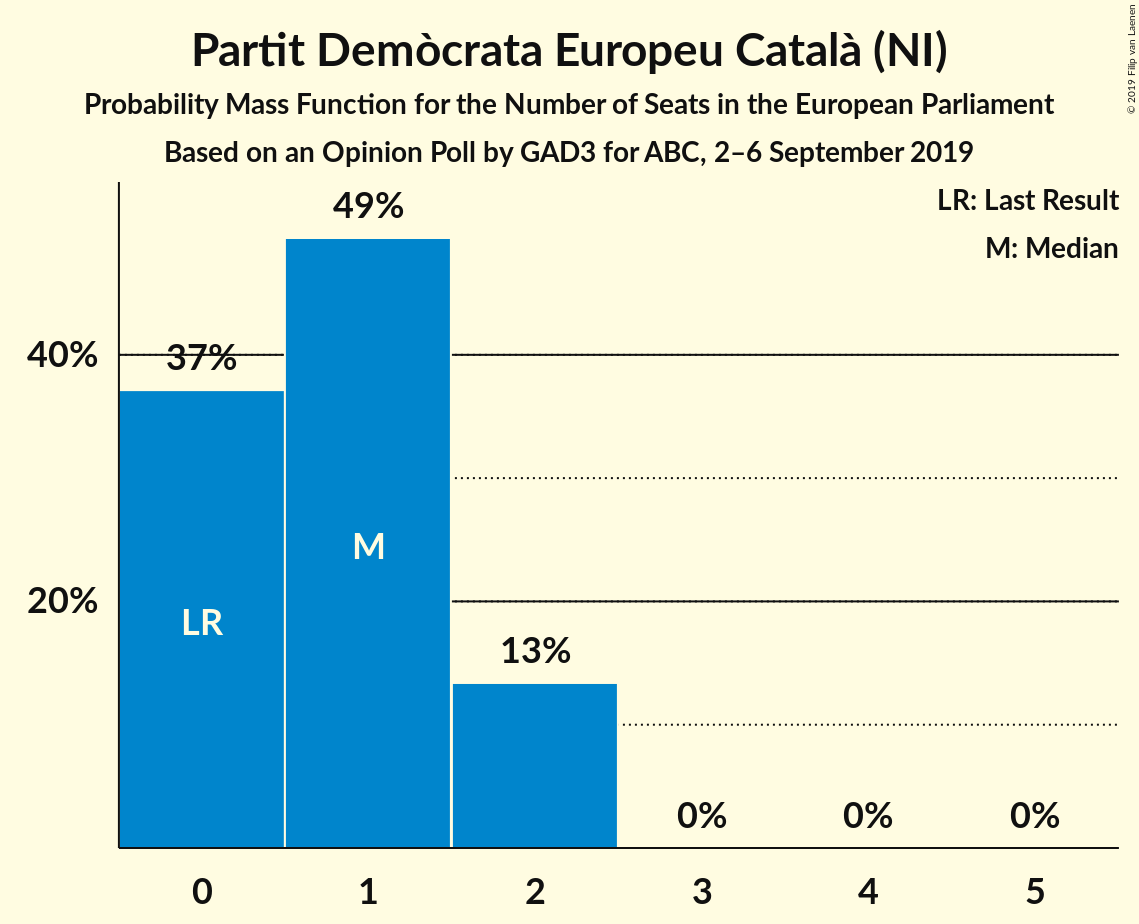 Partit Demòcrata Europeu Català (NI)
Probability Mass Function for the Number of Seats in the European Parliament
Based on an Opinion Poll by GAD3 for ABC, 2–6 September 2019
© 2019 Filip van Laenen
LR: Last Result
M: Median
49%
40%
37%
M
20%
LR
13%
0%
0%
0%
0
1
2
3
4
5